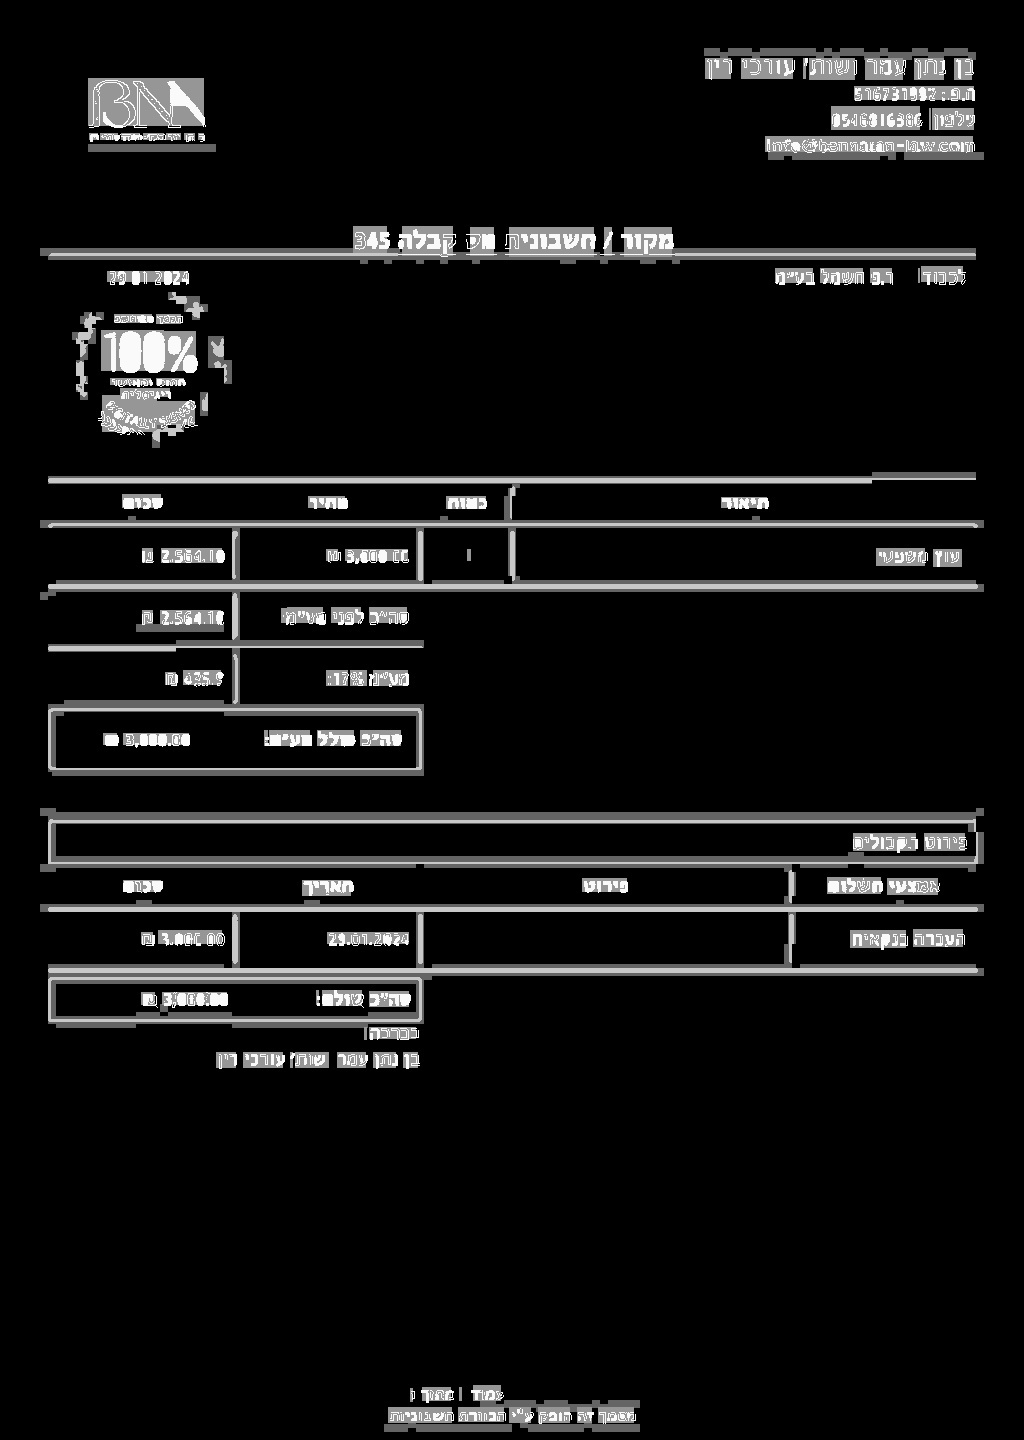 בן נתן עמר ושות' עורכי דין
ח.פ: 516731997
טלפון: 0546816386
info@bennatan-law.com
BNA
מקור / חשבונית מס קבלה 345
29.01.2024
לכבוד: ר.פ חשמל בע"מ
100%
תיאור כמות מחיר סכום
יעוץ משפטי 1 3,000.00 ₪ 2,564.10 ₪
סה"כ לפני מע"מ: 2,564.10 ₪
מע"מ 17%: 435.9 ₪
סה"כ כולל מע"מ: 3,000.00 ₪
פירוט תקבולים
אמצעי תשלום פירוט תאריך סכום
העברה בנקאית 29.01.2024 3,000.00 ₪
סה"כ שולם: 3,000.00 ₪
בברכה,
בן נתן עמר ושות' עורכי דין
עמוד 1 מתוך 1
מסמך זה הופק ע"י חשבוניות